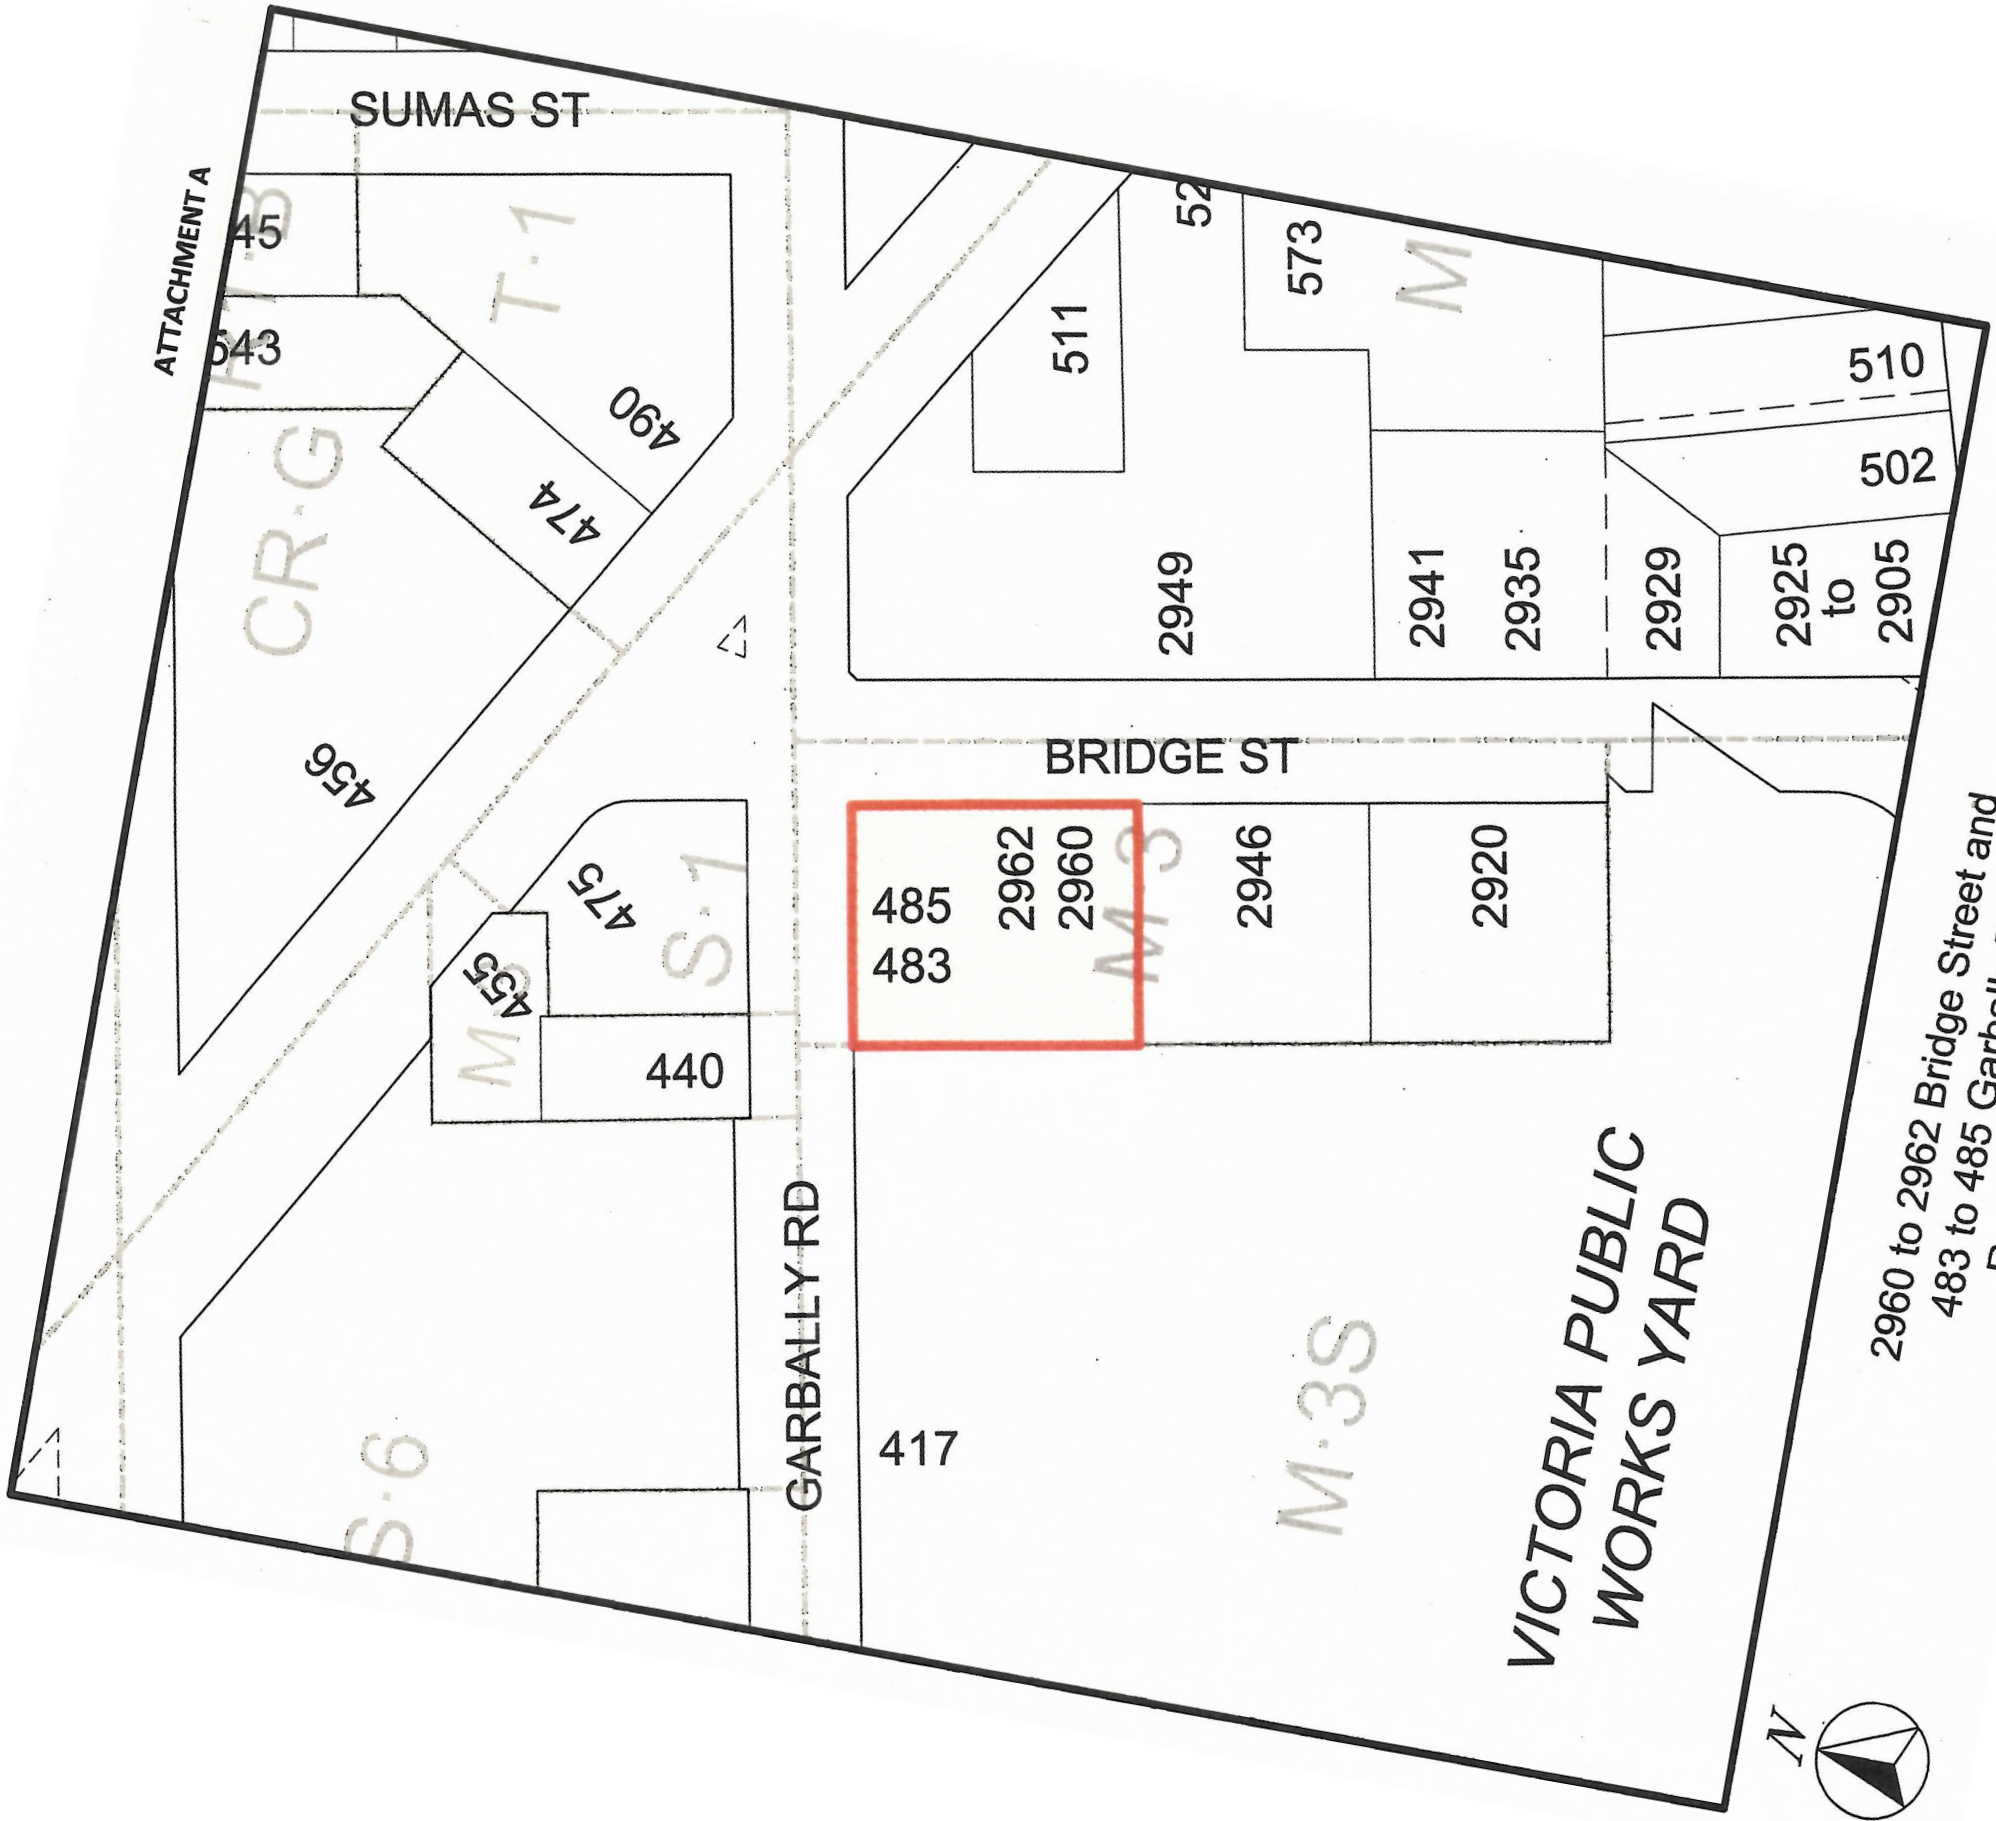 ATTACHMENT A
SUMAS ST
45
R·B
643
T·1
490
474
CR·G
456
52
573
M
511
510
502
2949
2941
2935
2929
2925
to
2905
BRIDGE ST
475
S·1
455
M
440
485
483
2962
2960
M·3
2946
2920
GARBALLY RD
417
S·6
M·3S
VICTORIA PUBLIC
WORKS YARD
N
2960 to 2962 Bridge Street and
483 to 485 Garbally